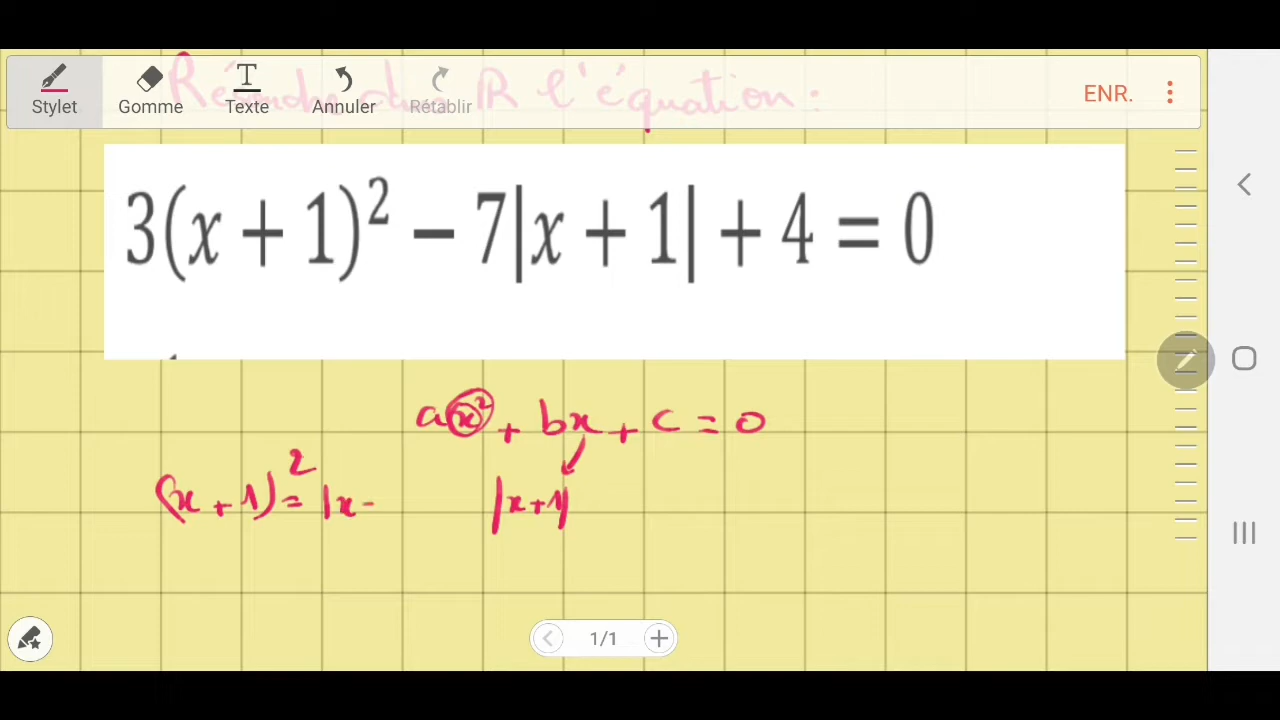 Résoudre dans ℝ l'équation :
Stylet Gomme Texte Annuler Rétablir ENR.
3(x + 1)² − 7|x + 1| + 4 = 0
ax² + bx + c = 0
(x + 1)² = |x − |x + 1|
1/1